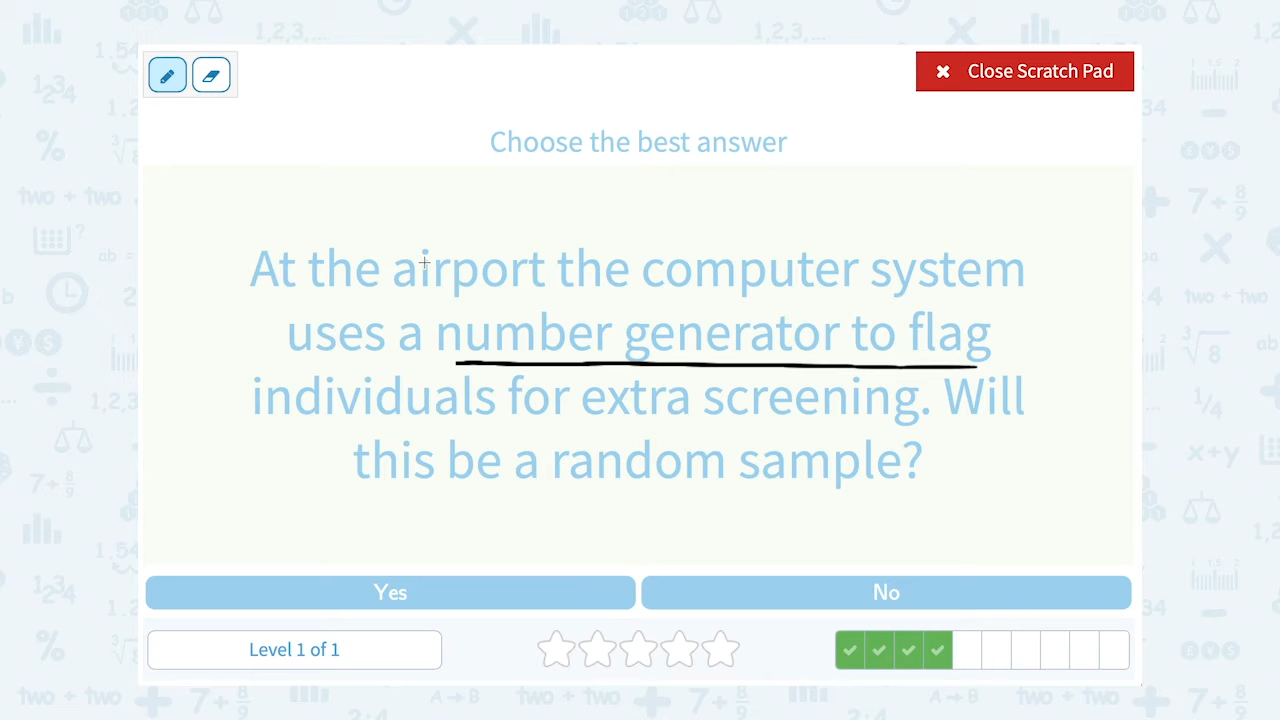 Close Scratch Pad
Choose the best answer
At the airport the computer system
uses a number generator to flag
individuals for extra screening. Will
this be a random sample?
Yes
No
Level 1 of 1